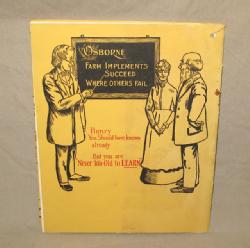 OSBORNE
FARM IMPLEMENTS
SUCCEED
WHERE OTHERS FAIL
Henry
You Should have known
already
But you are
Never too Old to LEARN